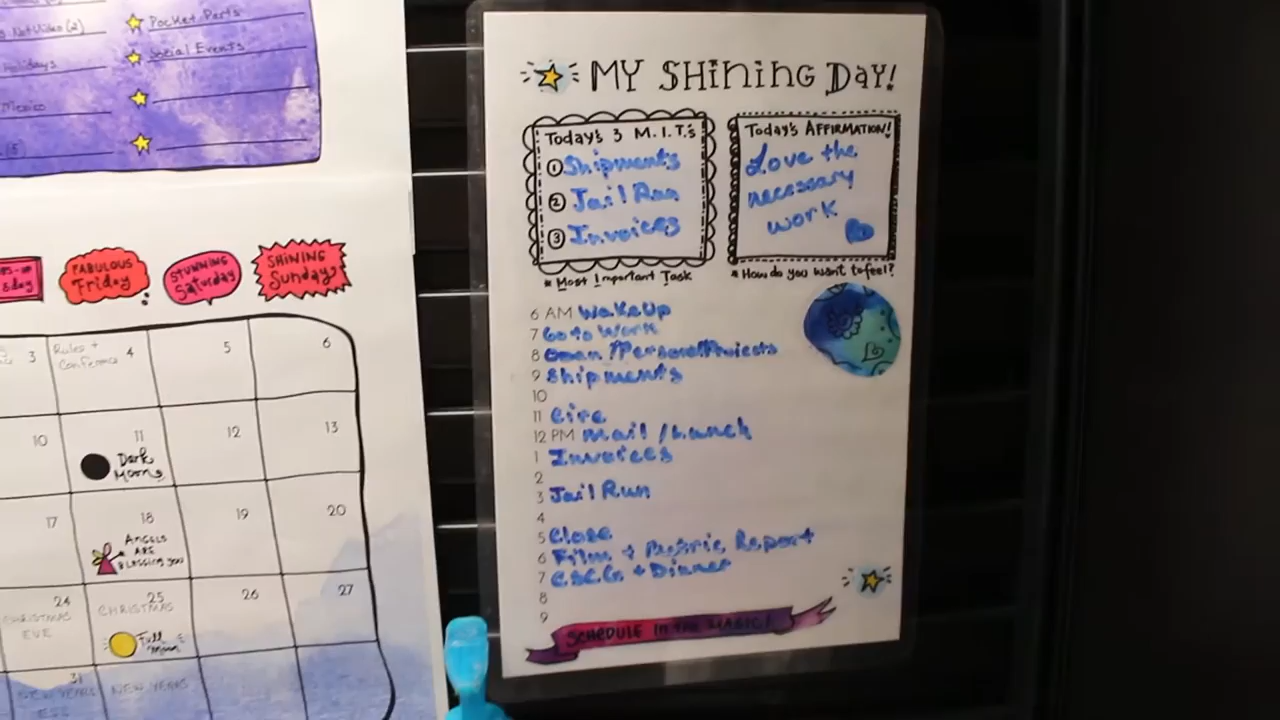 Not Video (2)
Holidays
Mexico
Pocket Parts
Social Events
FABULOUS
Friday
STUNNING
Saturday
SHINING
Sunday
3
Rules +
Conference
4
5
6
10
11
Dark
Moon
12
13
17
18
ANGELS
ARE
BLESSING YOU
19
20
24
CHRISTMAS
EVE
25
CHRISTMAS
Full
Moon
26
27
31
NEW YEARS
EVE
NEW YEARS
MY SHINING DAY!
Today's 3 M.I.T.'s
① Shipments
② Jail Run
③ Invoices
* Most Important Task
Today's AFFIRMATION!
Love the
necessary
work
* How do you want to feel?
6 AM Wake Up
7 Go to Work
8 Open /Personal Projects
9 Shipments
10
11 Circ
12 PM Mail /Lunch
1 Invoices
2
3 Jail Run
4
5 Close
6 Film + Metric Report
7 C.S.C.G. + Dinner
8
9
SCHEDULE IN THE MAGIC!